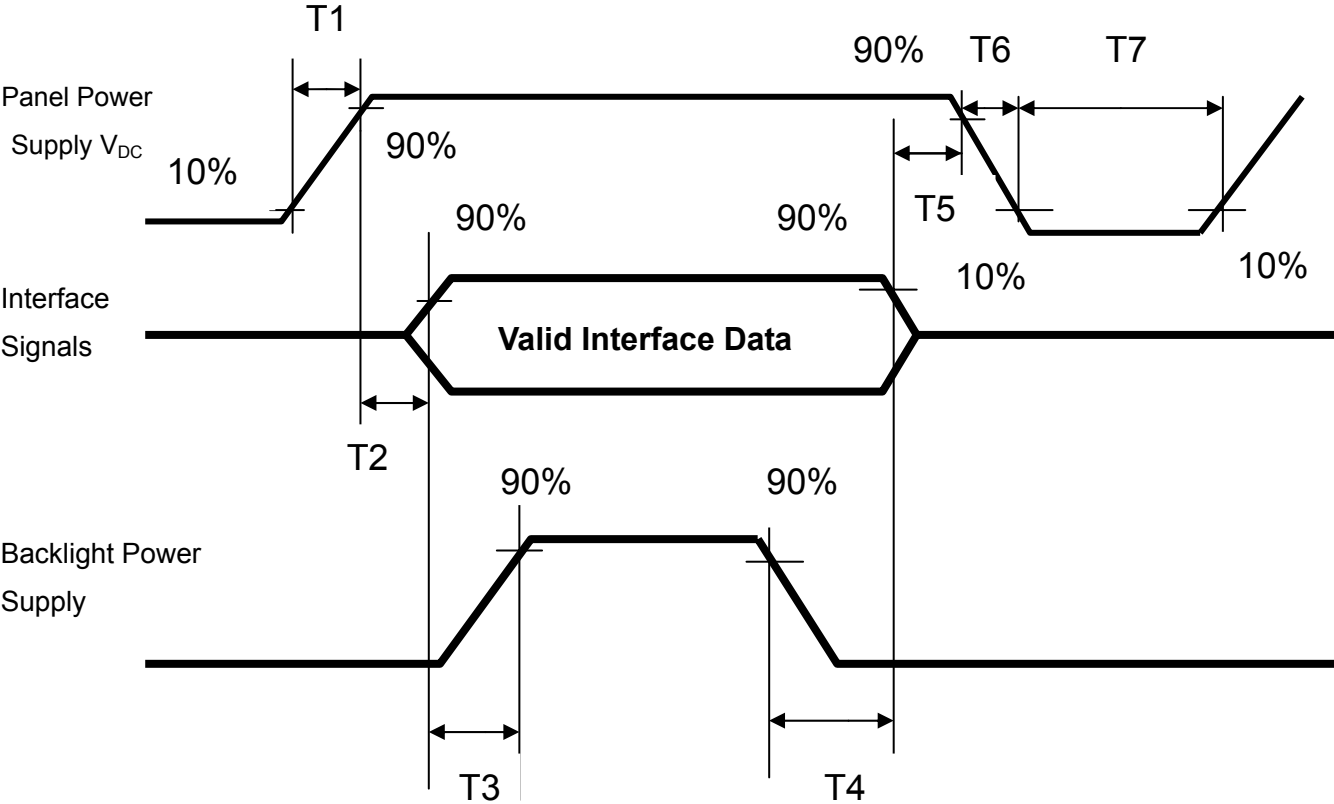 T1
90%
T6
T7
Panel Power
Supply VDC
10%
90%
T5
90%
90%
10%
10%
Interface
Signals
Valid Interface Data
T2
90%
90%
Backlight Power
Supply
T3
T4